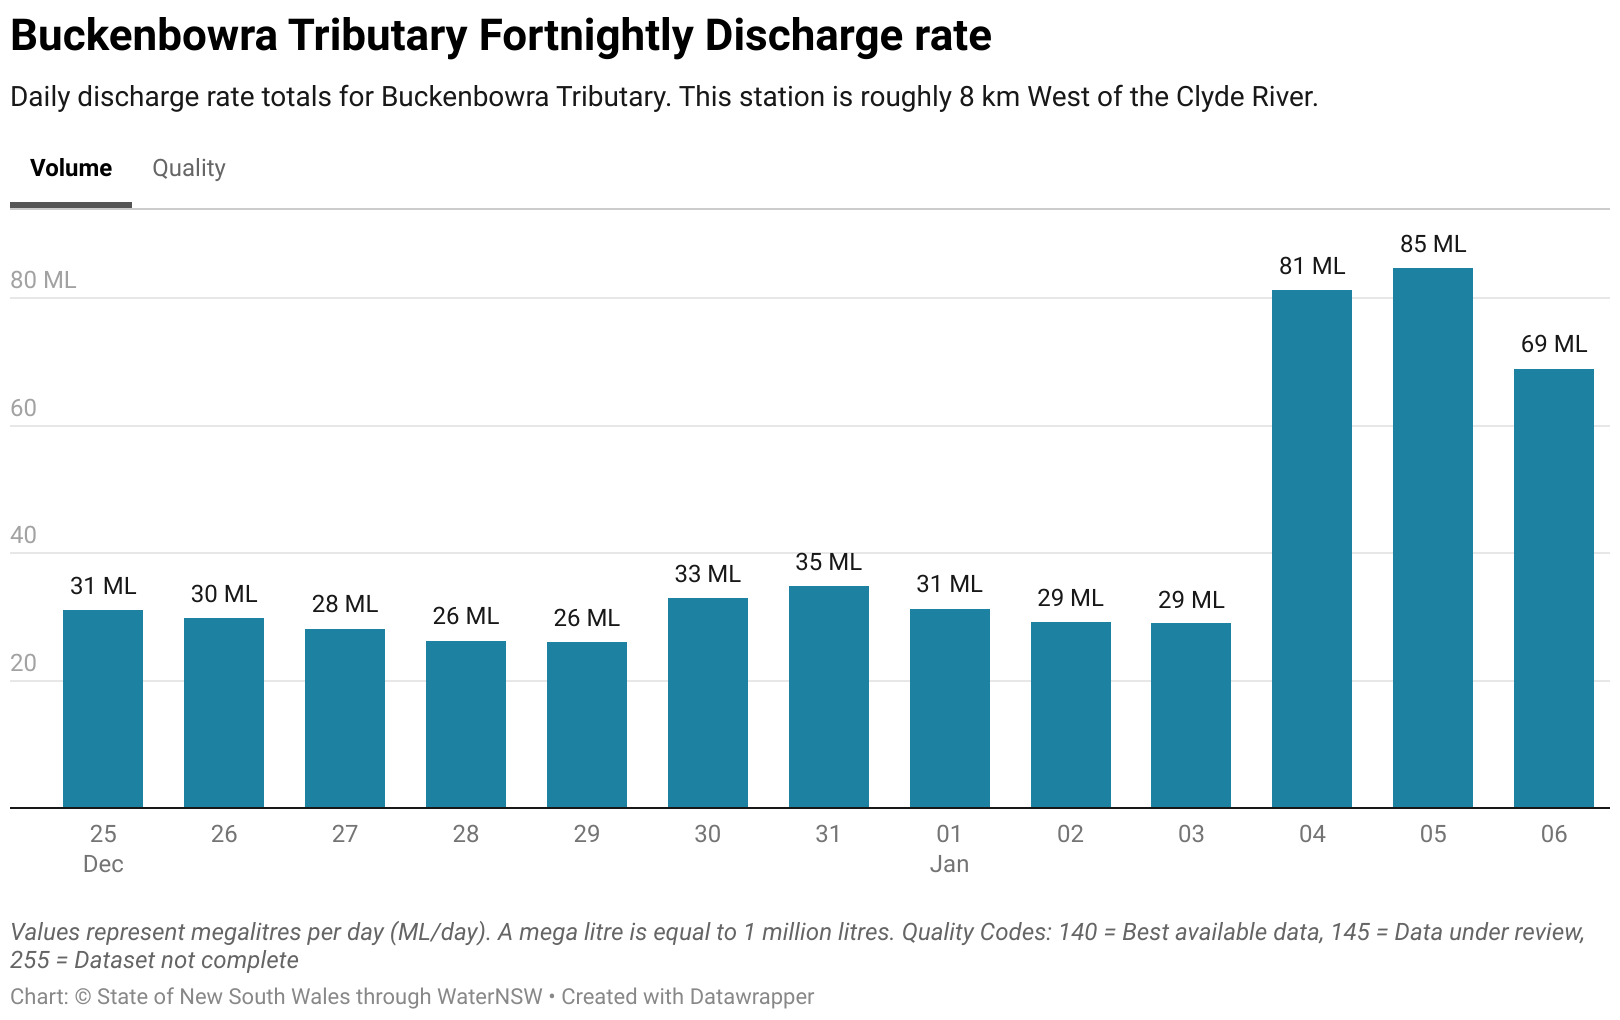 Buckenbowra Tributary Fortnightly Discharge rate
Daily discharge rate totals for Buckenbowra Tributary. This station is roughly 8 km West of the Clyde River.
Volume Quality
80 ML
60
40
20
31 ML
30 ML
28 ML
26 ML
26 ML
33 ML
35 ML
31 ML
29 ML
29 ML
81 ML
85 ML
69 ML
25 26 27 28 29 30 31 01 02 03 04 05 06
Dec Jan
Values represent megalitres per day (ML/day). A mega litre is equal to 1 million litres. Quality Codes: 140 = Best available data, 145 = Data under review,
255 = Dataset not complete
Chart: © State of New South Wales through WaterNSW • Created with Datawrapper